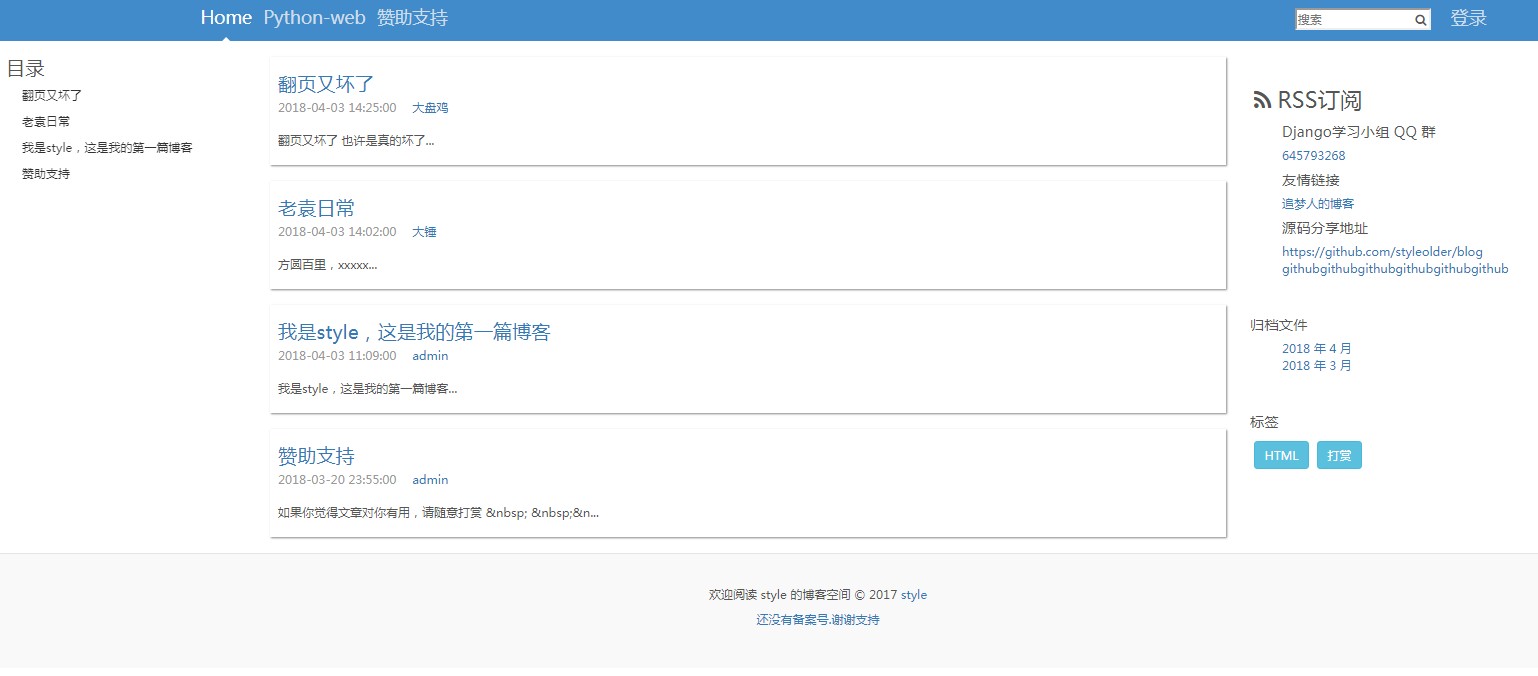 Home Python-web 赞助支持 搜索 登录
目录
翻页又坏了
老袁日常
我是style，这是我的第一篇博客
赞助支持
翻页又坏了
2018-04-03 14:25:00 大盘鸡
翻页又坏了 也许是真的坏了...
老袁日常
2018-04-03 14:02:00 大锤
方圆百里，xxxxx...
我是style，这是我的第一篇博客
2018-04-03 11:09:00 admin
我是style，这是我的第一篇博客...
赞助支持
2018-03-20 23:55:00 admin
如果你觉得文章对你有用，请随意打赏 &nbsp; &nbsp;&n...
RSS订阅
Django学习小组 QQ 群
645793268
友情链接
追梦人的博客
源码分享地址
https://github.com/styleolder/blog
githubgithubgithubgithubgithubgithub
归档文件
2018 年 4 月
2018 年 3 月
标签
HTML 打赏
欢迎阅读 style 的博客空间 © 2017 style
还没有备案号.谢谢支持